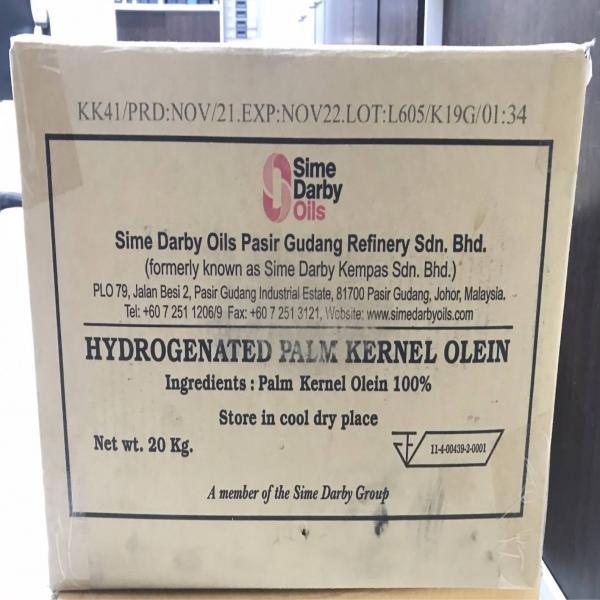 KK41/PRD:NOV/21.EXP:NOV22.LOT:L605/K19G/01:34
Sime
Darby
Oils
Sime Darby Oils Pasir Gudang Refinery Sdn. Bhd.
(formerly known as Sime Darby Kempas Sdn. Bhd.)
PLO 79, Jalan Besi 2, Pasir Gudang Industrial Estate, 81700 Pasir Gudang, Johor, Malaysia.
Tel: +60 7 251 1206/9 Fax: +60 7 251 3121, Website: www.simedarbyoils.com
HYDROGENATED PALM KERNEL OLEIN
Ingredients : Palm Kernel Olein 100%
Store in cool dry place
Net wt. 20 Kg.
11-4-00439-2-0001
A member of the Sime Darby Group